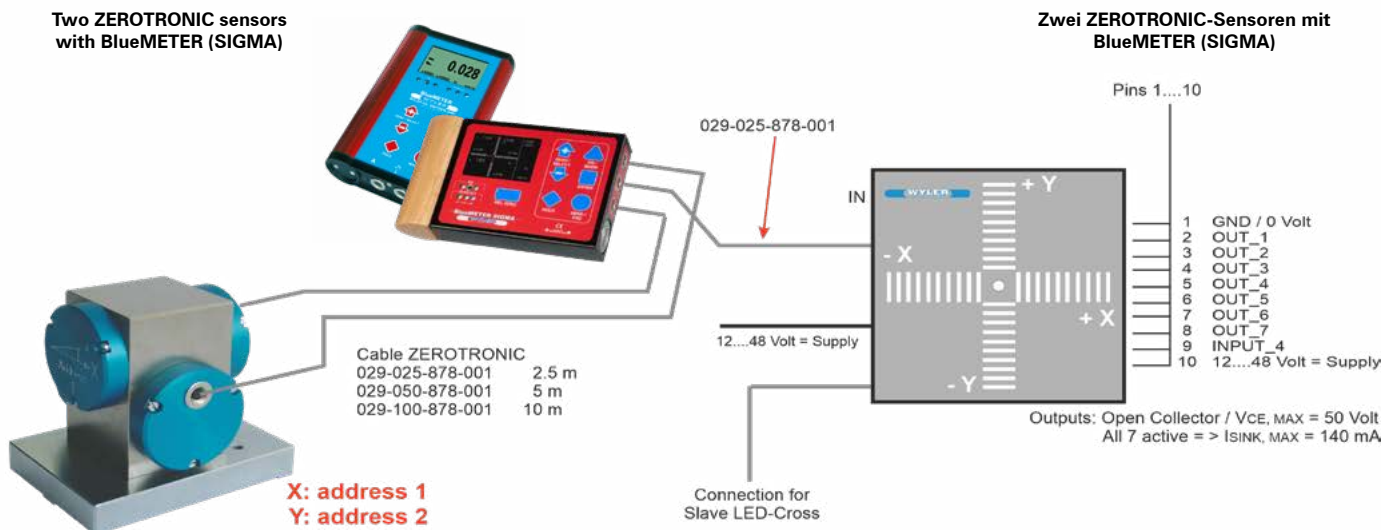 Two ZEROTRONIC sensors
with BlueMETER (SIGMA)
Zwei ZEROTRONIC-Sensoren mit
BlueMETER (SIGMA)
Pins 1....10
029-025-878-001
0.028
BlueMETER
BlueMETER SIGMA
IN
WYLER
+ Y
- X
+ X
- Y
1 GND / 0 Volt
2 OUT_1
3 OUT_2
4 OUT_3
5 OUT_4
6 OUT_5
7 OUT_6
8 OUT_7
9 INPUT_4
10 12....48 Volt = Supply
12....48 Volt = Supply
Cable ZEROTRONIC
029-025-878-001 2.5 m
029-050-878-001 5 m
029-100-878-001 10 m
Outputs: Open Collector / VCE, MAX = 50 Volt
All 7 active = > ISINK, MAX = 140 mA
X: address 1
Y: address 2
Connection for
Slave LED-Cross